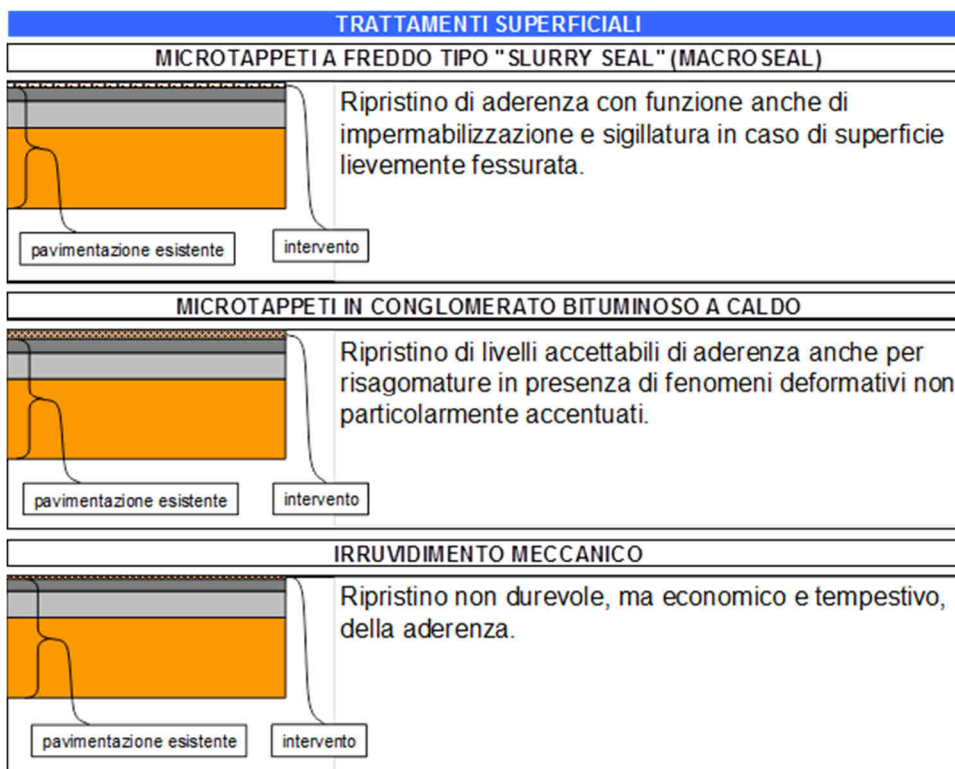 TRATTAMENTI SUPERFICIALI
MICROTAPPETI A FREDDO TIPO "SLURRY SEAL" (MACROSEAL)
Ripristino di aderenza con funzione anche di
impermabilizzazione e sigillatura in caso di superficie
lievemente fessurata.
pavimentazione esistente
intervento
MICROTAPPETI IN CONGLOMERATO BITUMINOSO A CALDO
Ripristino di livelli accettabili di aderenza anche per
risagomature in presenza di fenomeni deformativi non
particolarmente accentuati.
pavimentazione esistente
intervento
IRRUVIDIMENTO MECCANICO
Ripristino non durevole, ma economico e tempestivo,
della aderenza.
pavimentazione esistente
intervento